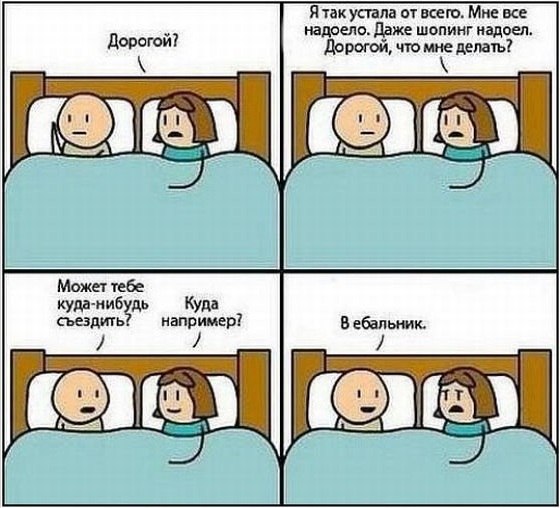 Дорогой?
Я так устала от всего. Мне все
надоело. Даже шопинг надоел.
Дорогой, что мне делать?
Может тебе
куда-нибудь
съездить?
Куда
например?
В ебальник.